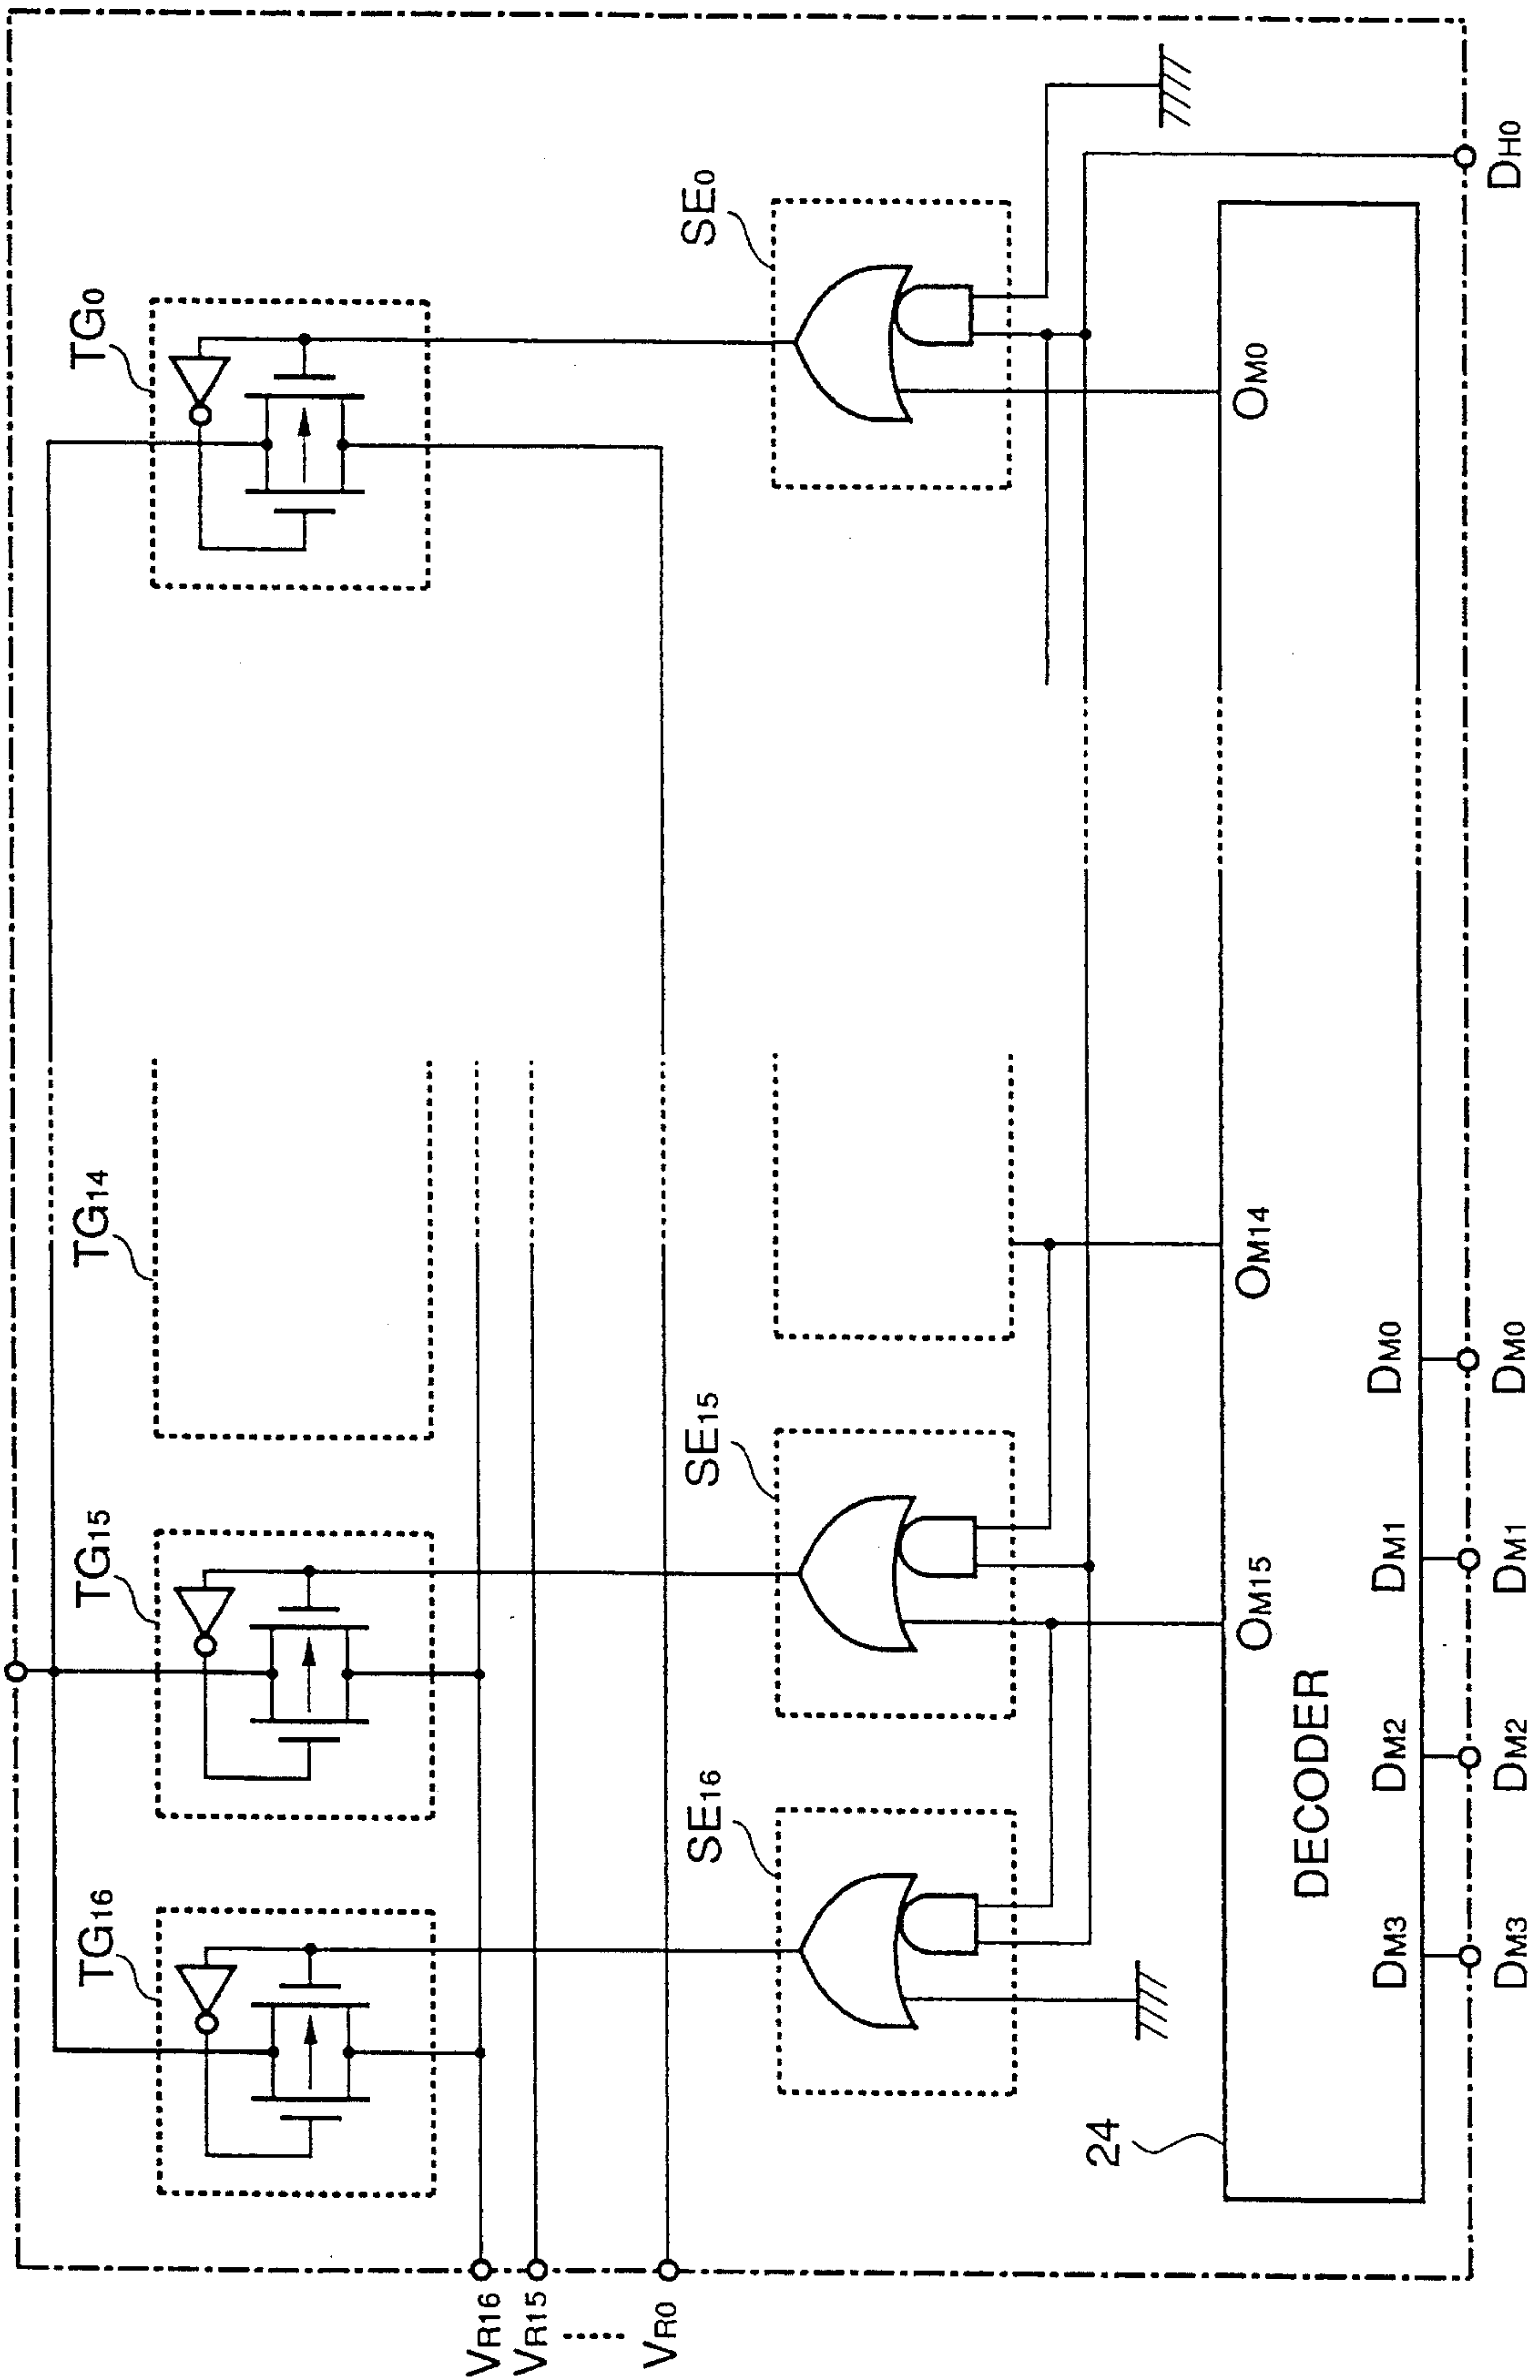 TG16
TG15
TG14
TG0
VR16
VR15
VR0
SE16
SE15
SE0
24
DECODER
OM15
OM14
OM0
DM3
DM2
DM1
DM0
DM3
DM2
DM1
DM0
DH0